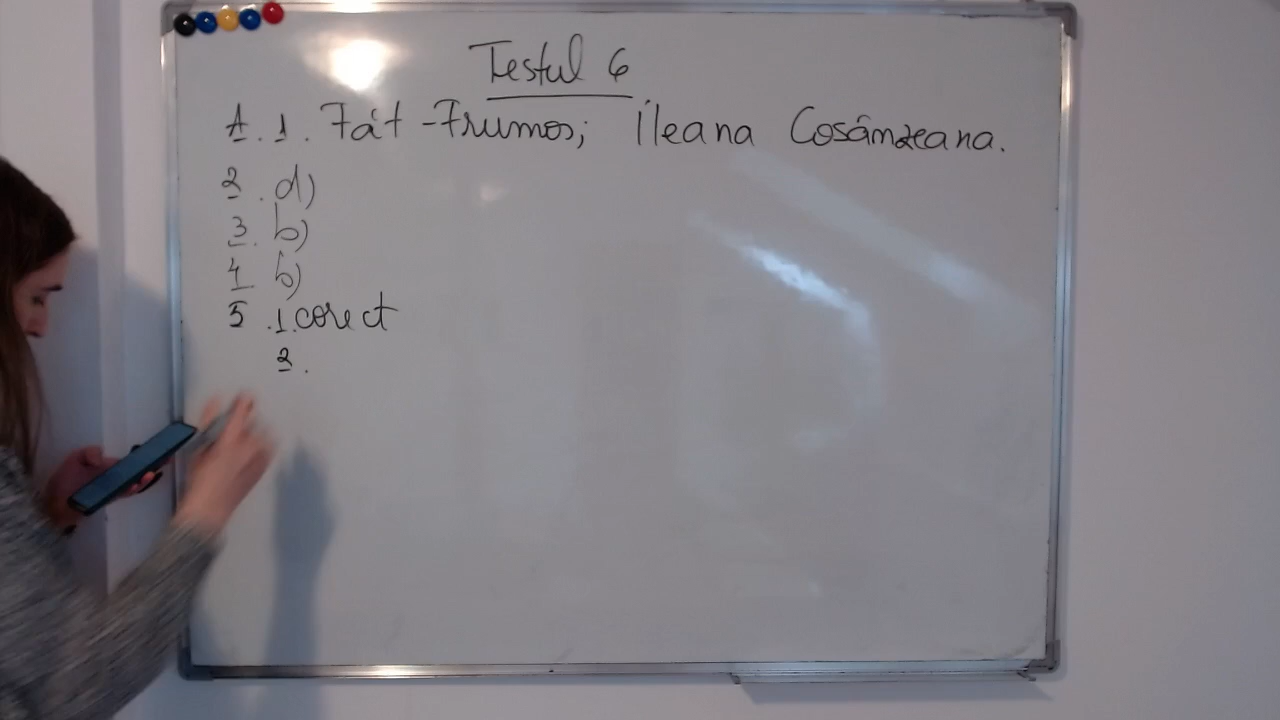 Testul 6
A. 1. Făt-Frumos; Ileana Cosânzeana.
2. d)
3. b)
4 b)
5 .1. corect
2.